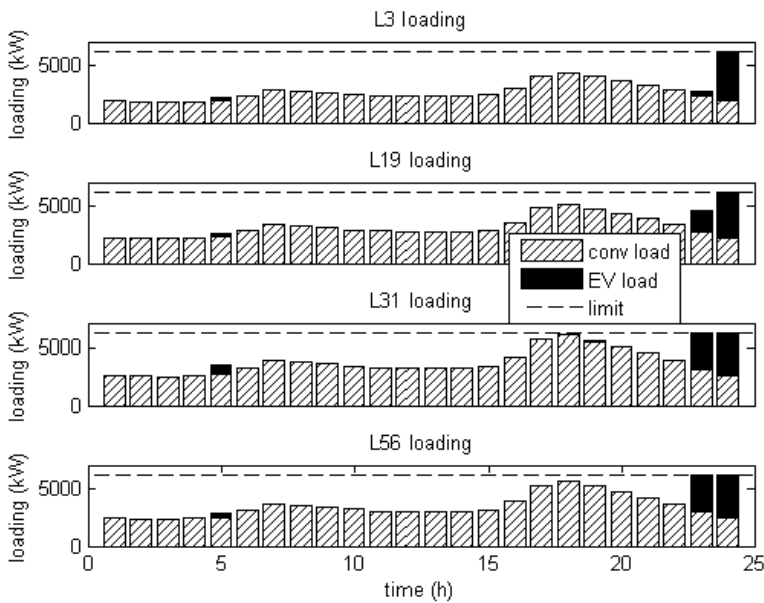 L3 loading
loading (kW)
5000
0
L19 loading
loading (kW)
5000
0
conv load
EV load
limit
L31 loading
loading (kW)
5000
0
L56 loading
loading (kW)
5000
0
0 5 10 15 20 25
time (h)